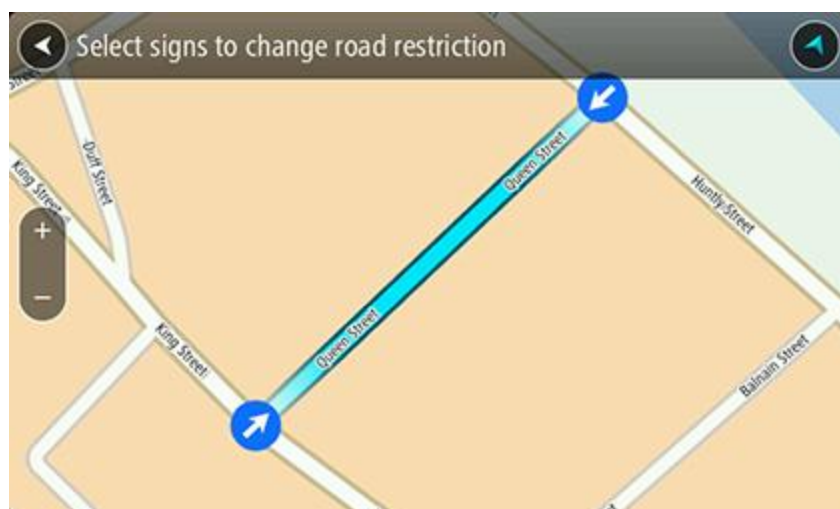 Select signs to change road restriction
Street
Duff Street
Queen Street
King Street
Huntly Street
+
−
Queen Street
King Street
Balnain Street